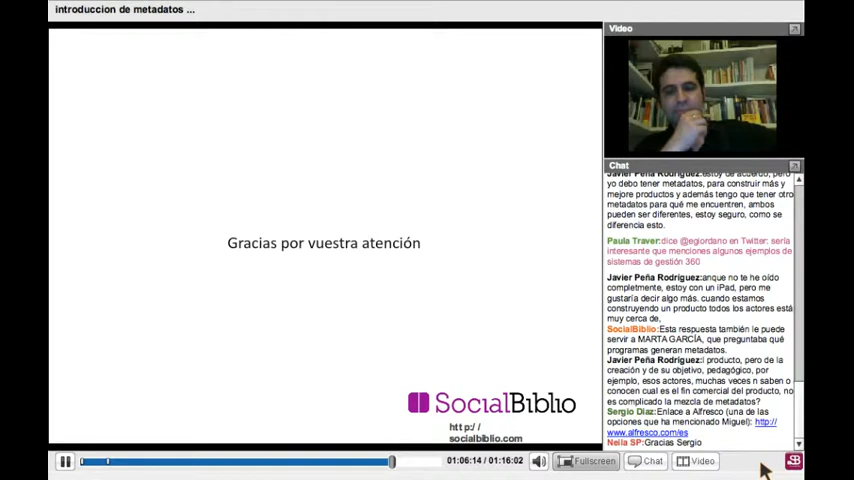 introduccion de metadatos ...
Gracias por vuestra atención
SocialBiblio
http://
socialbiblio.com
Video
Chat
Javier Peña Rodríguez:estoy de acuerdo, pero
yo debo tener metadatos, para construir más y
mejore productos y además tengo que tener otro
metadatos para qué me encuentren, ambos
pueden ser diferentes, estoy seguro, como se
diferencia esto.
Paula Traver:dice @egiordano en Twitter: sería
interesante que menciones algunos ejemplos de
sistemas de gestión 360
Javier Peña Rodríguez:anque no te he oído
completmente, estoy con un iPad, pero me
gustaría decir algo más. cuando estamos
construyendo un producto todos los actores está
muy cerca de,
SocialBiblio:Esta respuesta también le puede
servir a MARTA GARCÍA, que preguntaba qué
programas generan metadatos.
Javier Peña Rodríguez:l producto, pero de la
creación y de su objetivo, pedagógico, por
ejemplo, esos actores, muchas veces n saben o
conocen cual es el fin comercial del producto, no
es complicado la mezcla de metadatos?
Sergio Diaz:Enlace a Alfresco (una de las
opciones que ha mencionado Miguel): http://
www.alfresco.com/es
Neila SP:Gracias Sergio
01:06:14 / 01:16:02
Fullscreen
Chat
Video
SB